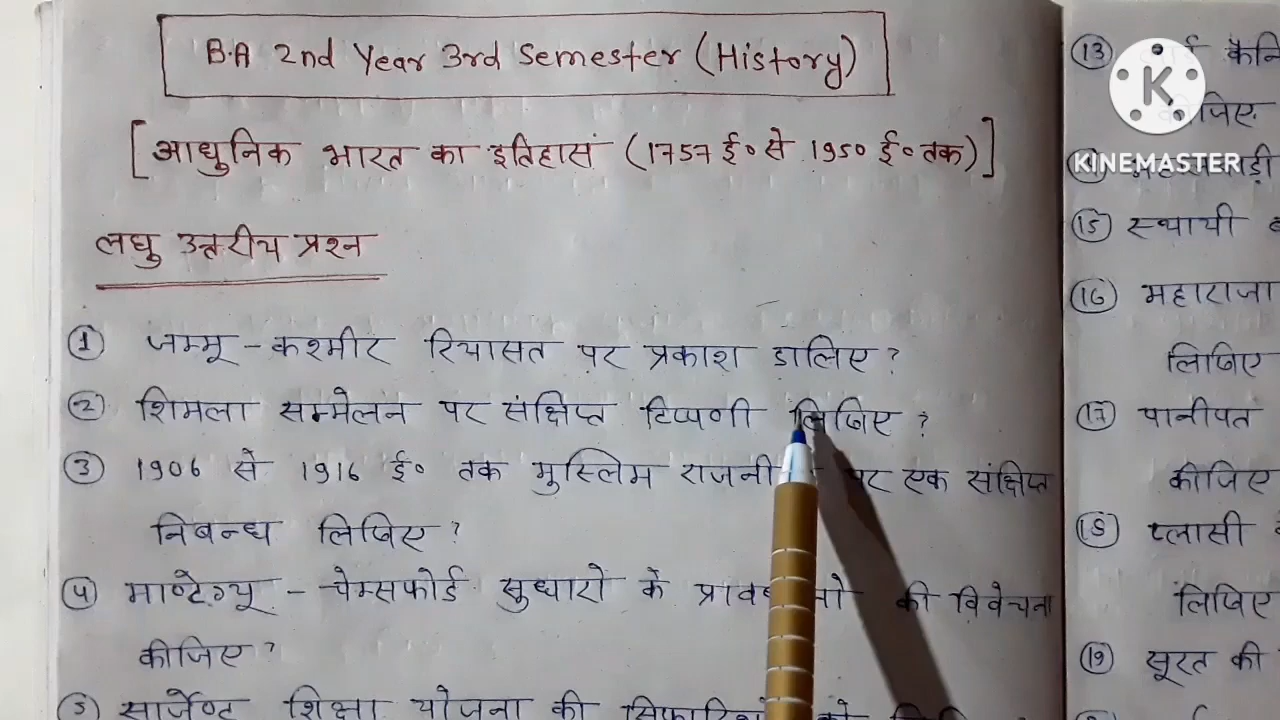 B.A 2nd Year 3rd Semester (History)
[आधुनिक भारत का इतिहासं (1757 ई० से 1950 ई० तक)]
लघु उत्तरीय प्रश्न
① जम्मू - कश्मीर रियासत पर प्रकाश डालिए?
② शिमला सम्मेलन पर संक्षिप्त टिप्पणी लिखिए ?
③ 1906 से 1916 ई० तक मुस्लिम पर एक संक्षिप्त
निबन्ध लिखिए ?
④ माण्टेग्यू - चेम्सफोर्ड सुधारो के की विवेचना
कीजिए ?
⑤ सार्जेण्ट शिक्षा योजना की
⑬
KINEMASTER
⑮ स्थायी
⑯ महाराजा
लिखिए
⑰ पानीपत
कीजिए
⑱ प्लासी
लिखिए
⑲ सूरत की